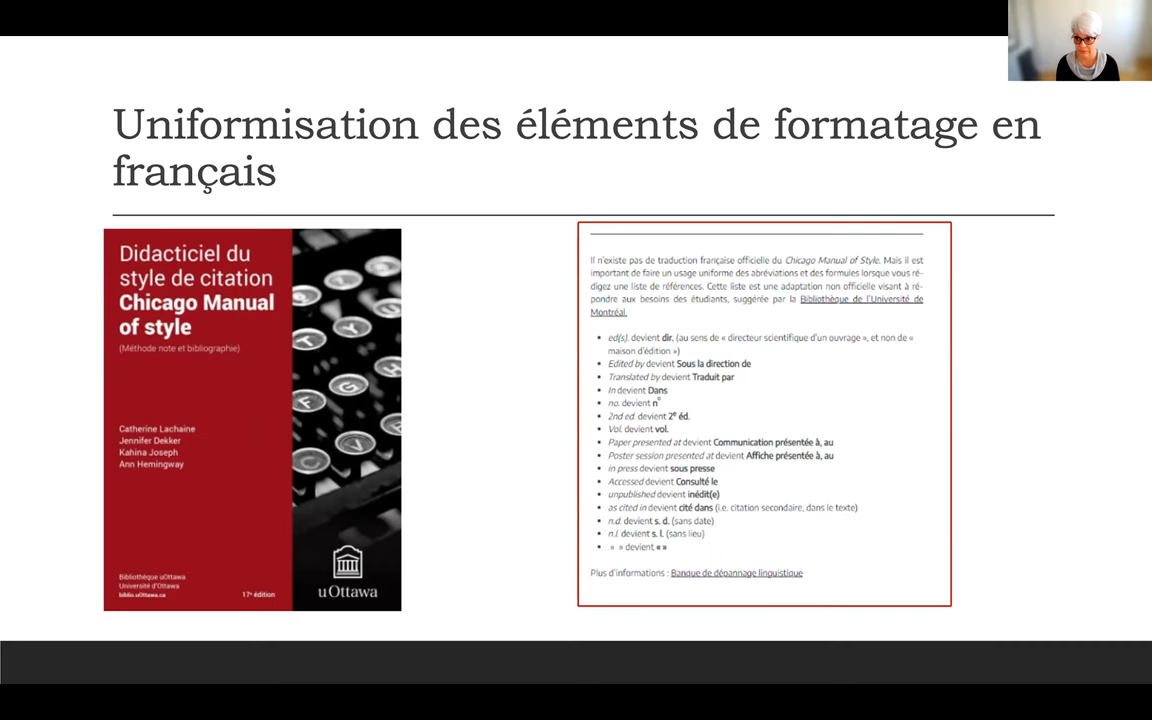 Uniformisation des éléments de formatage en
français
Didacticiel du
style de citation
Chicago Manual
of style
(Méthode note et bibliographie)
Catherine Lachaine
Jennifer Dekker
Kahina Joseph
Ann Hemingway
Bibliothèque uOttawa
Université d'Ottawa
biblio.uOttawa.ca
17e édition
uOttawa
T
Y
U
F
G
H
C
V
Il n'existe pas de traduction française officielle du Chicago Manual of Style. Mais il est
important de faire un usage uniforme des abréviations et des formules lorsque vous ré-
digez une liste de références. Cette liste est une adaptation non officielle visant à ré-
pondre aux besoins des étudiants, suggérée par la Bibliothèque de l'Université de
Montréal.
• ed(s). devient dir. (au sens de « directeur scientifique d'un ouvrage », et non de «
maison d'édition »)
• Edited by devient Sous la direction de
• Translated by devient Traduit par
• In devient Dans
• no. devient n°
• 2nd ed. devient 2e éd.
• Vol. devient vol.
• Paper presented at devient Communication présentée à, au
• Poster session presented at devient Affiche présentée à, au
• in press devient sous presse
• Accessed devient Consulté le
• unpublished devient inédit(e)
• as cited in devient cité dans (i.e. citation secondaire, dans le texte)
• n.d. devient s. d. (sans date)
• n.l. devient s. l. (sans lieu)
• » » devient « »
Plus d'informations : Banque de dépannage linguistique